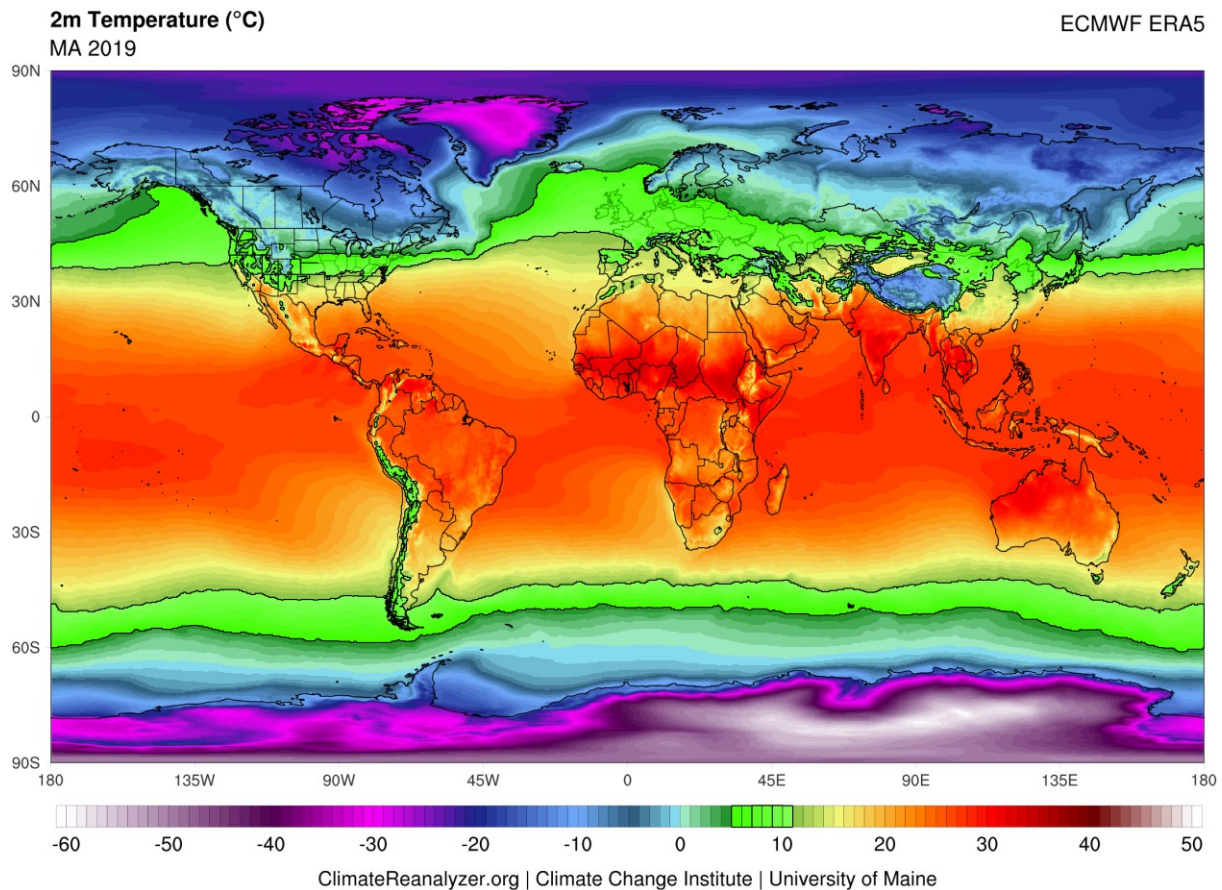 2m Temperature (°C)
MA 2019
ECMWF ERA5
90N
60N
30N
0
30S
60S
90S
180 135W 90W 45W 0 45E 90E 135E 180
-60 -50 -40 -30 -20 -10 0 10 20 30 40 50
ClimateReanalyzer.org | Climate Change Institute | University of Maine